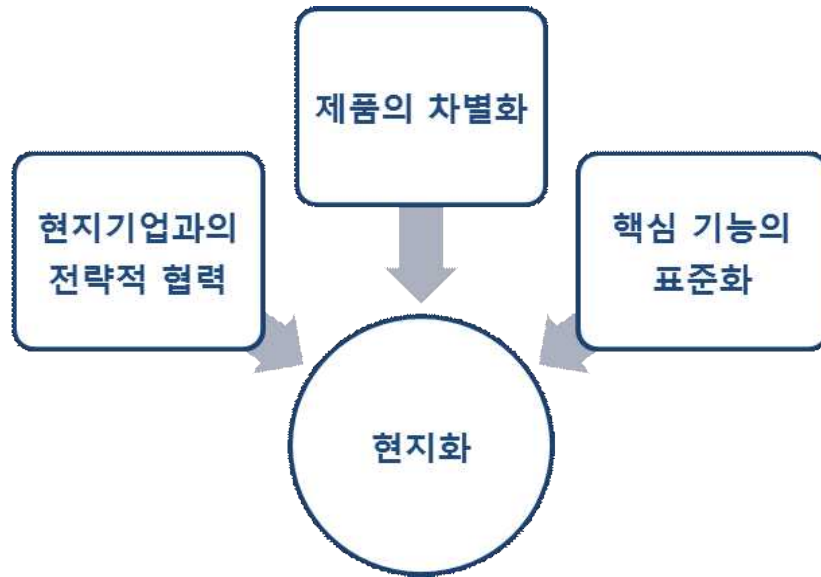 제품의 차별화
현지기업과의
전략적 협력
핵심 기능의
표준화
현지화